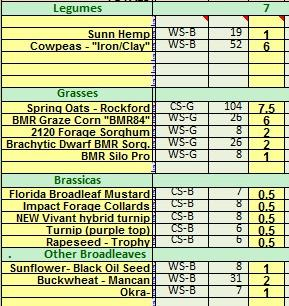 Legumes 7
Sunn Hemp WS-B 19 1
Cowpeas - "Iron/Clay" WS-B 52 6
Grasses
Spring Oats - Rockford CS-G 104 7.5
BMR Graze Corn "BMR84" WS-G 26 6
2120 Forage Sorghum WS-G 8 2
Brachytic Dwarf BMR Sorg. WS-G 26 2
BMR Silo Pro WS-G 8 1
Brassicas
Florida Broadleaf Mustard CS-B 7 0.5
Impact Forage Collards CS-B 8 0.5
NEW Vivant hybrid turnip CS-B 8 0.5
Turnip (purple top) CS-B 6 0.5
Rapeseed - Trophy CS-B 6 0.5
. Other Broadleaves
Sunflower- Black Oil Seed WS-B 8 1
Buckwheat - Mancan WS-B 31 2
Okra- WS-B 7 1